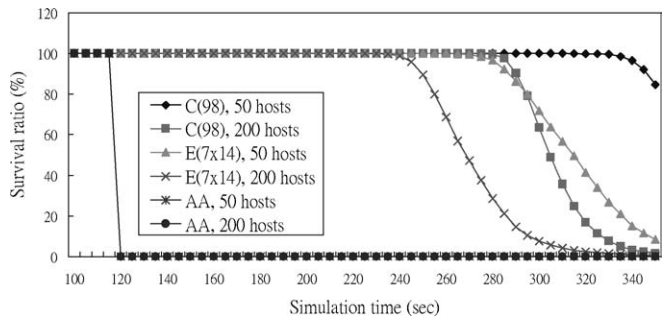 120
100
80
60
40
20
0
Survival ratio (%)
C(98), 50 hosts
C(98), 200 hosts
E(7x14), 50 hosts
E(7x14), 200 hosts
AA, 50 hosts
AA, 200 hosts
100 120 140 160 180 200 220 240 260 280 300 320 340
Simulation time (sec)